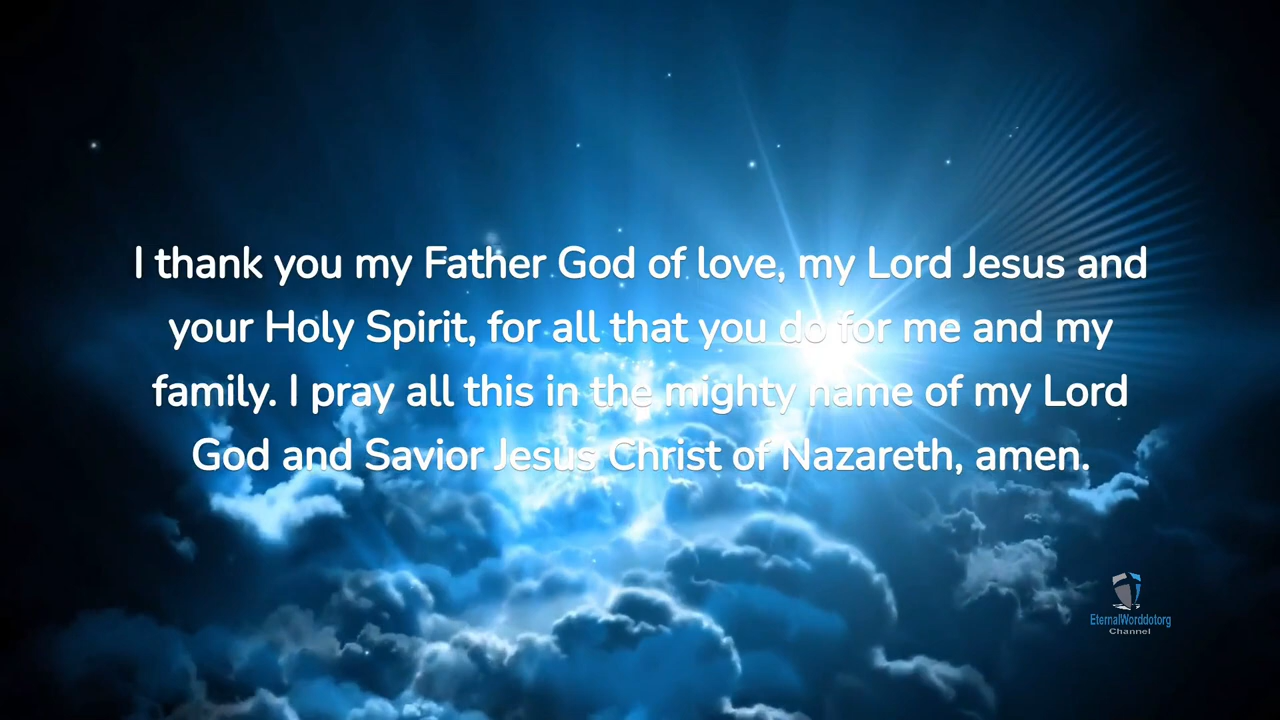 I thank you my Father God of love, my Lord Jesus and
your Holy Spirit, for all that you do for me and my
family. I pray all this in the mighty name of my Lord
God and Savior Jesus Christ of Nazareth, amen.
EternalWorddotorg
Channel